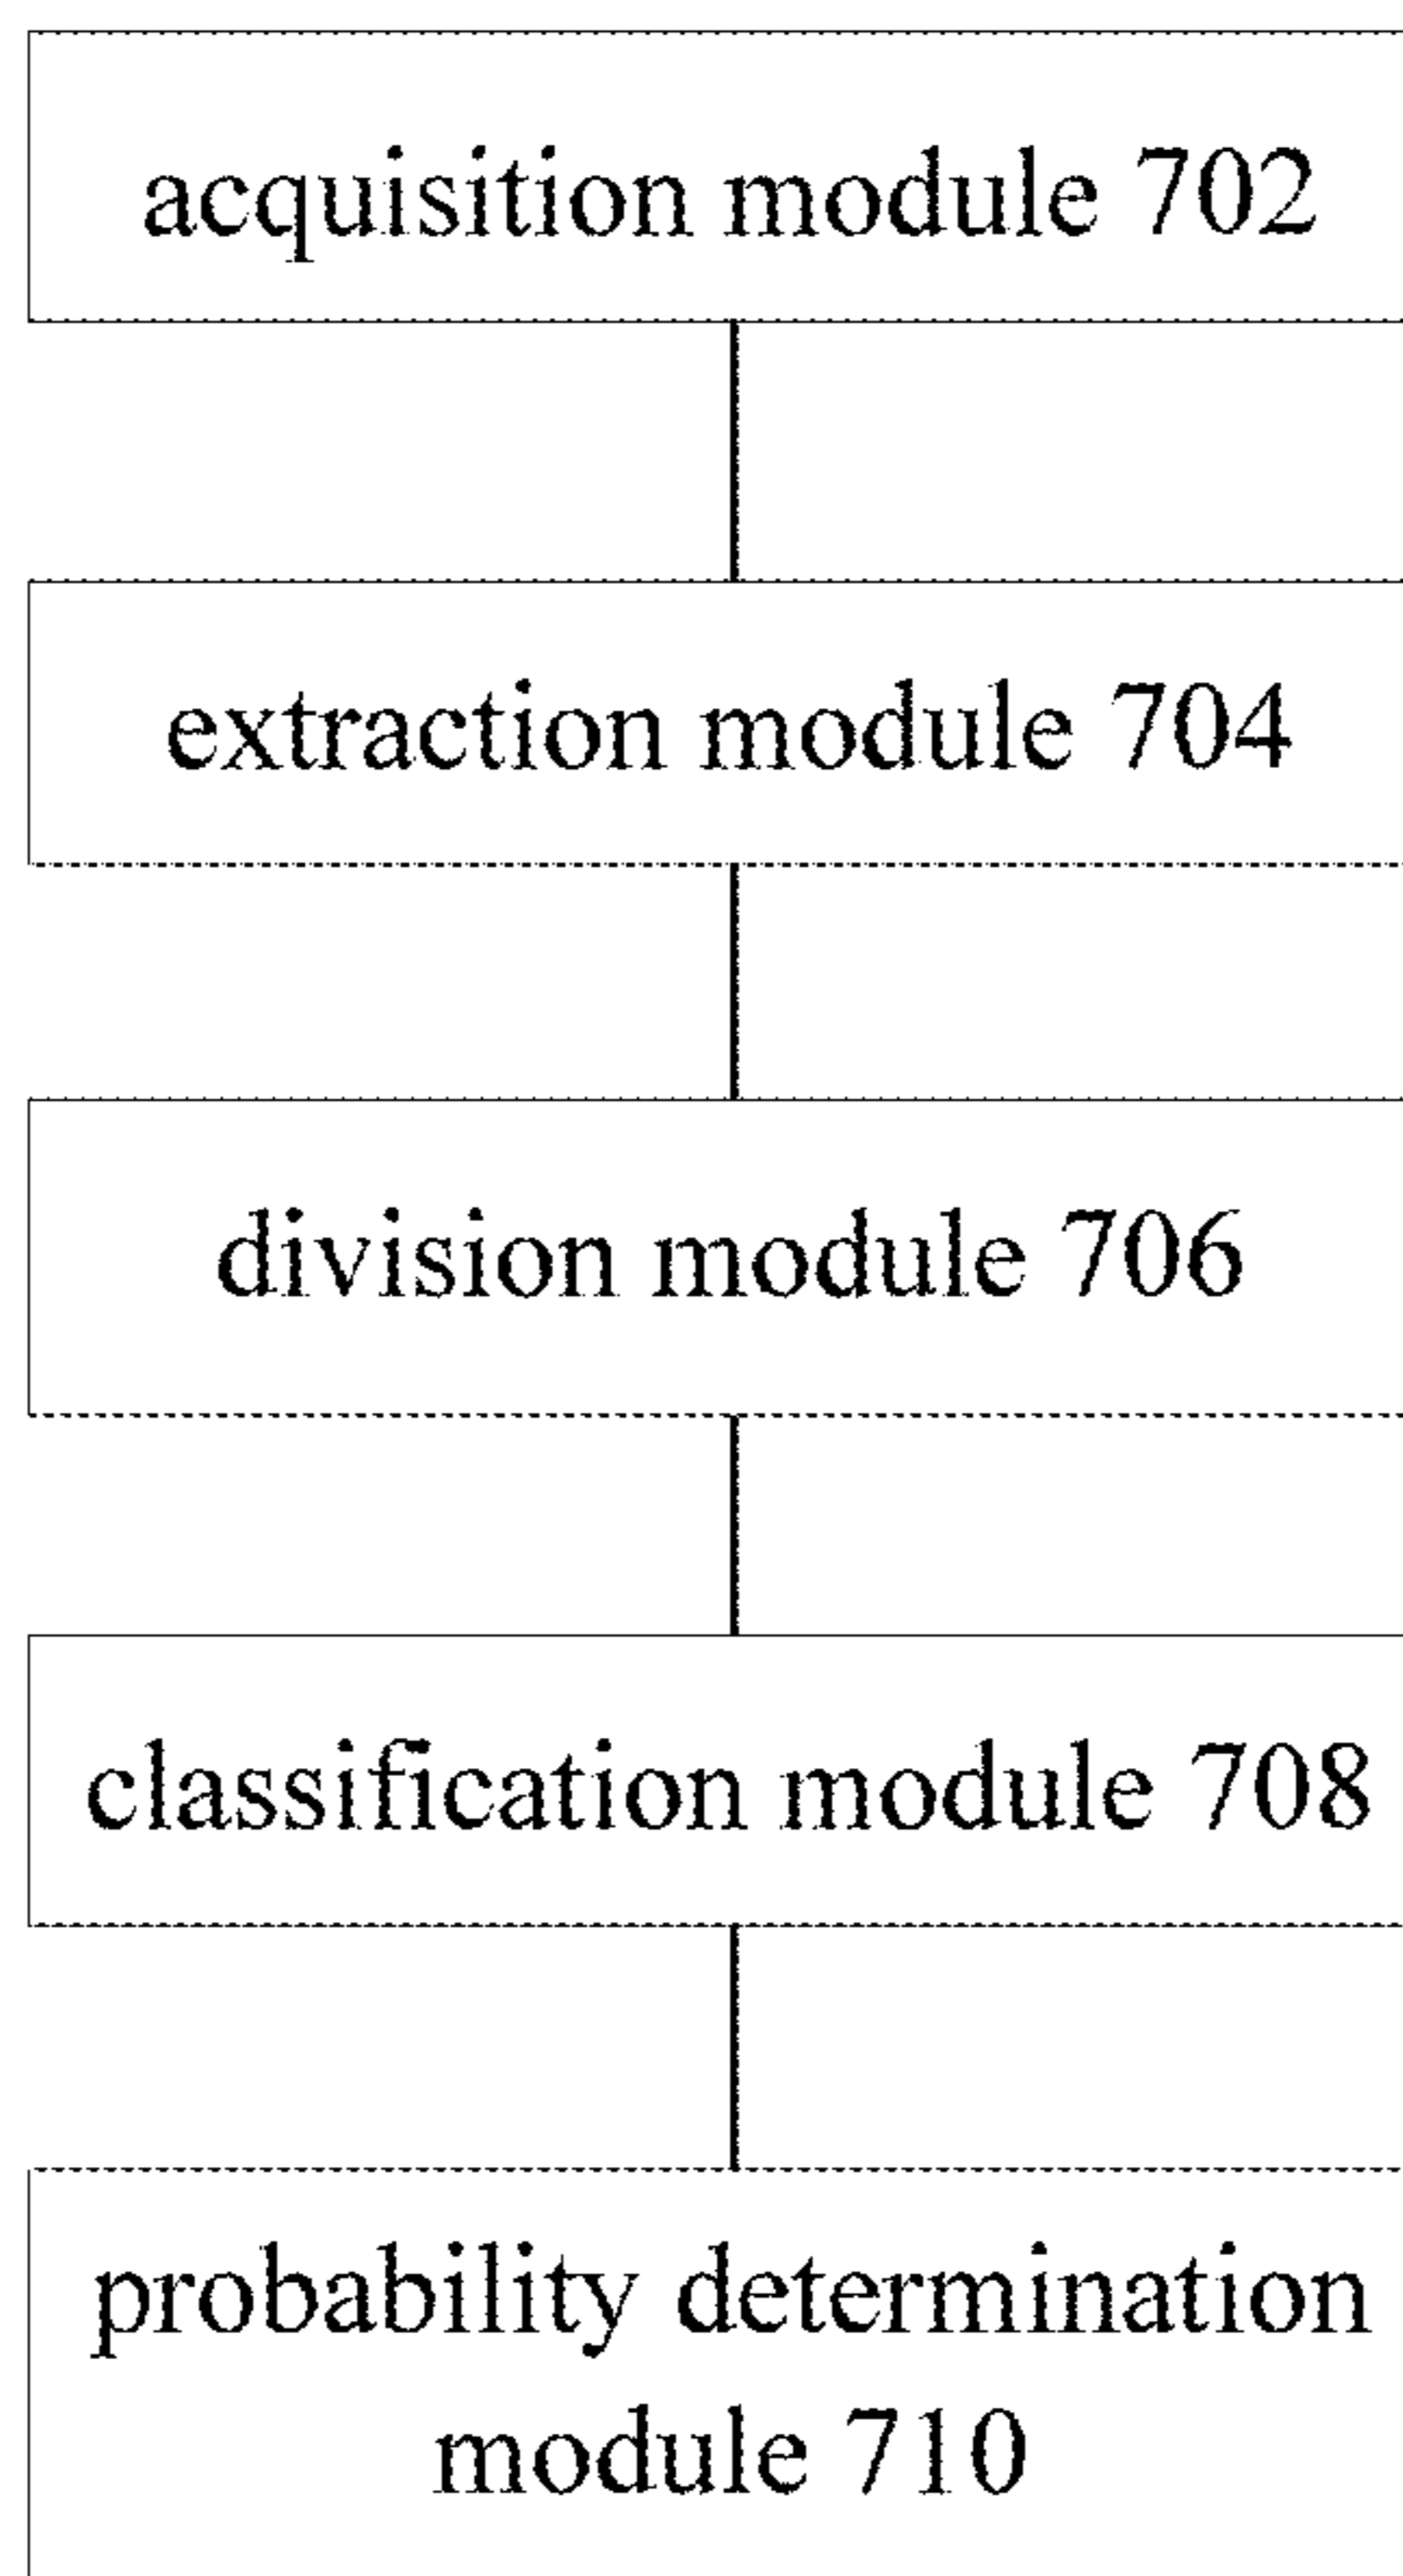 acquisition module 702
extraction module 704
division module 706
classification module 708
probability determination
module 710